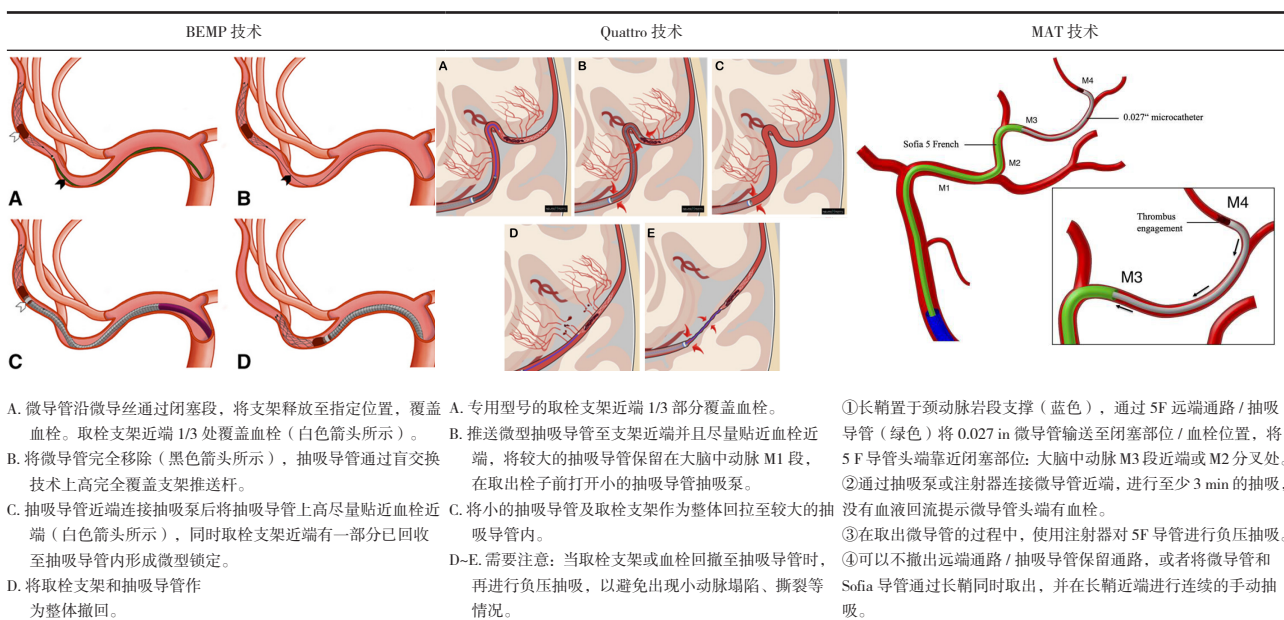 BEMP 技术
Quattro 技术
MAT 技术
A
B
C
D
A
B
C
D
E
M4
0.027“ microcatheter
M3
Sofia 5 French
M2
M1
M4
Thrombus
engagement
M3
A. 微导管沿微导丝通过闭塞段，将支架释放至指定位置，覆盖
血栓。取栓支架近端 1/3 处覆盖血栓（白色箭头所示）。
B. 将微导管完全移除（黑色箭头所示），抽吸导管通过盲交换
技术上高完全覆盖支架推送杆。
C. 抽吸导管近端连接抽吸泵后将抽吸导管上高尽量贴近血栓近
端（白色箭头所示），同时取栓支架近端有一部分已回收
至抽吸导管内形成微型锁定。
D. 将取栓支架和抽吸导管作
为整体撤回。
A. 专用型号的取栓支架近端 1/3 部分覆盖血栓。
B. 推送微型抽吸导管至支架近端并且尽量贴近血栓近
端，将较大的抽吸导管保留在大脑中动脉 M1 段，
在取出栓子前打开小的抽吸导管抽吸泵。
C. 将小的抽吸导管及取栓支架作为整体回拉至较大的抽
吸导管内。
D~E. 需要注意：当取栓支架或血栓回撤至抽吸导管时，
再进行负压抽吸，以避免出现小动脉塌陷、撕裂等
情况。
①长鞘置于颈动脉岩段支撑（蓝色），通过 5F 远端通路 / 抽吸
导管（绿色）将 0.027 in 微导管输送至闭塞部位 / 血栓位置，将
5 F 导管头端靠近闭塞部位：大脑中动脉 M3 段近端或 M2 分叉处。
②通过抽吸泵或注射器连接微导管近端，进行至少 3 min 的抽吸，
没有血液回流提示微导管头端有血栓。
③在取出微导管的过程中，使用注射器对 5F 导管进行负压抽吸。
④可以不撤出远端通路 / 抽吸导管保留通路，或者将微导管和
Sofia 导管通过长鞘同时取出，并在长鞘近端进行连续的手动抽
吸。